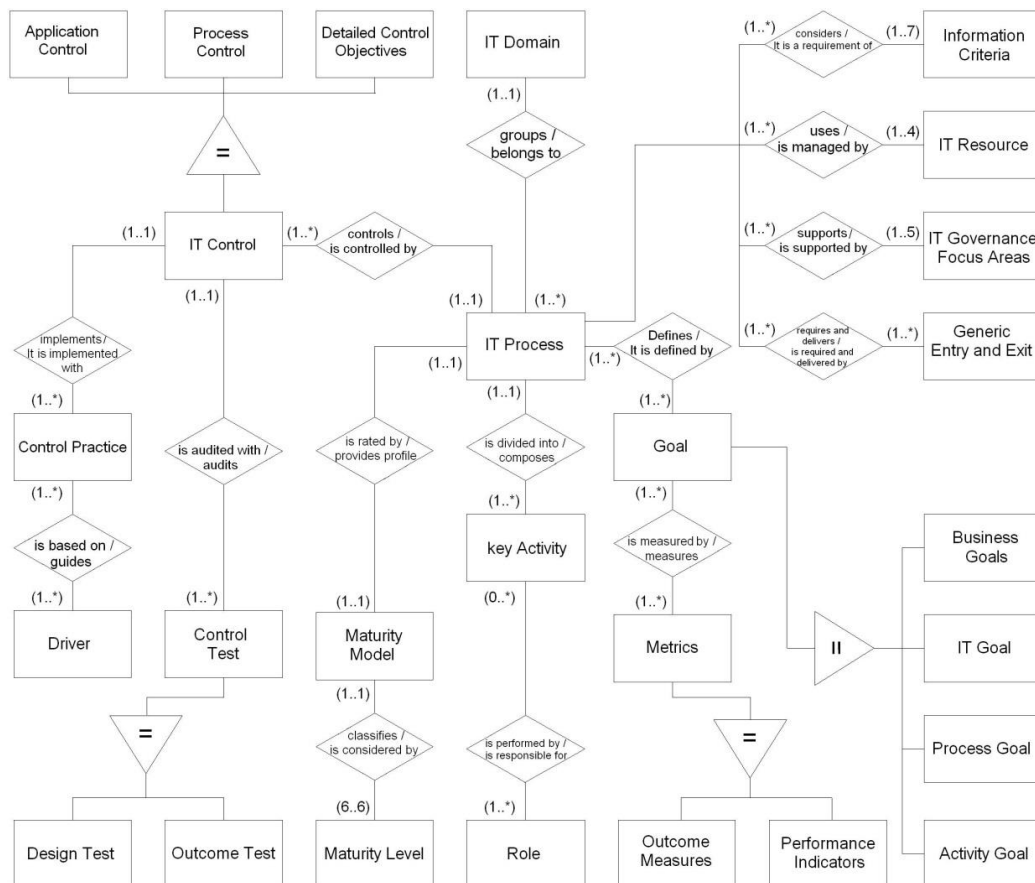 Application
Control
Process
Control
Detailed Control
Objectives
IT Domain
(1..*)
considers /
It is a requirement of
(1..7)
Information
Criteria
(1..1)
groups /
belongs to
(1..*)
uses /
is managed by
(1..4)
IT Resource
=
(1..1)
IT Control
(1..*)
controls /
is controlled by
(1..*)
supports /
is supported by
(1..5)
IT Governance
Focus Areas
(1..1)
(1..1)
(1..*)
implements /
It is implemented
with
IT Process
(1..1)
(1..1)
(1..*)
Defines /
It is defined by
(1..*)
requires and
delivers /
is required and
delivered by
(1..*)
Generic
Entry and Exit
(1..*)
(1..*)
Control Practice
is audited with /
audits
is rated by /
provides profile
is divided into /
composes
Goal
(1..*)
(1..*)
(1..*)
is based on /
guides
key Activity
is measured by /
measures
Business
Goals
(1..*)
(1..*)
(1..1)
(0..*)
(1..*)
Driver
Control
Test
Maturity
Model
Metrics
=
IT Goal
(1..1)
=
classifies /
is considered by
is performed by /
is responsible for
=
Process Goal
(6..6)
(1..*)
Design Test
Outcome Test
Maturity Level
Role
Outcome
Measures
Performance
Indicators
Activity Goal